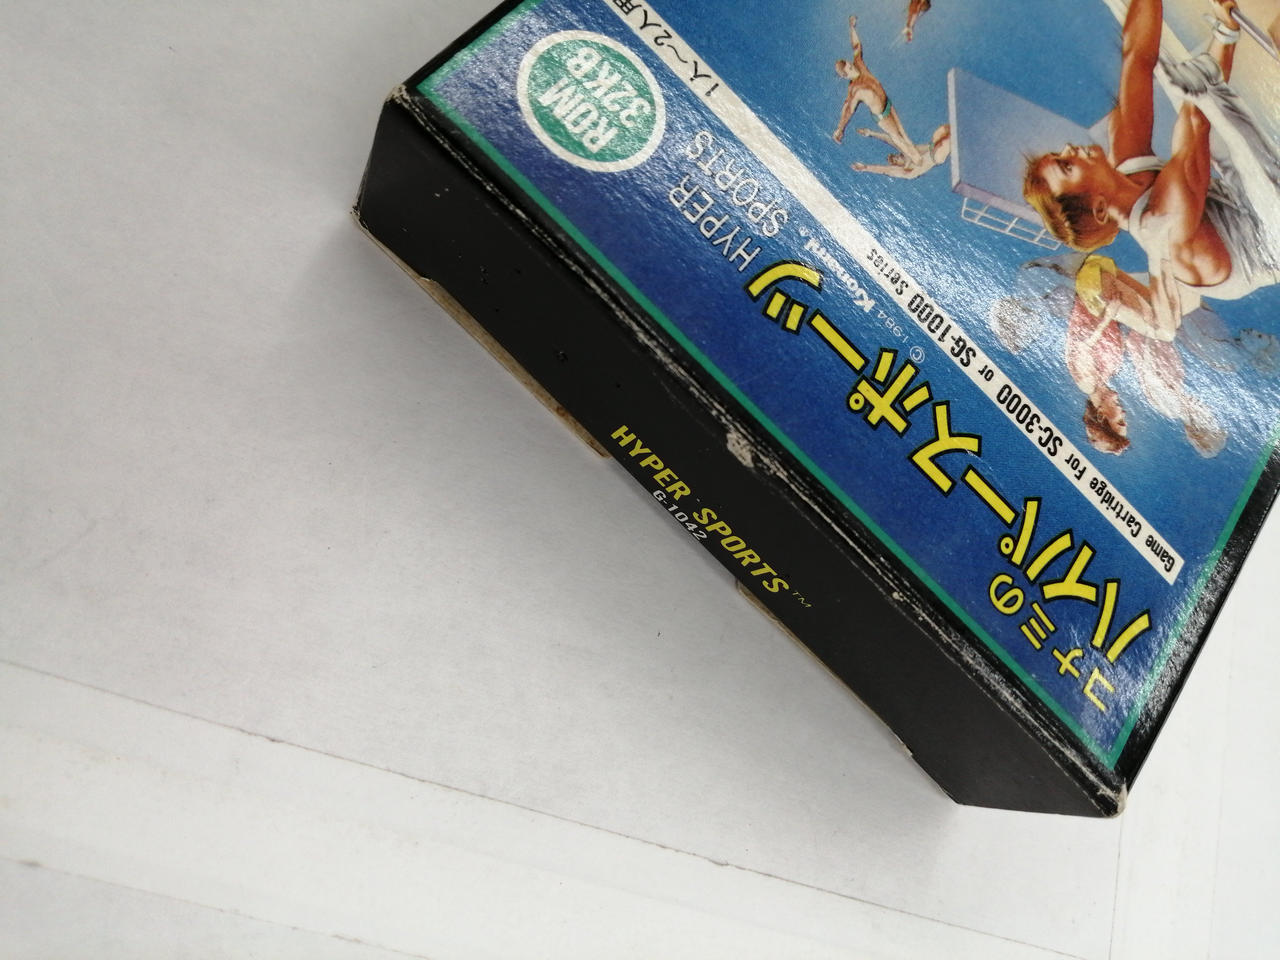 コナミの
ハイパースポーツ
HYPER
SPORTS
© 1984 Konami.
Game Cartridge For SC-3000 or SG-1000 series
1人〜2人用
ROM
32KB
HYPER SPORTS™
G-1042